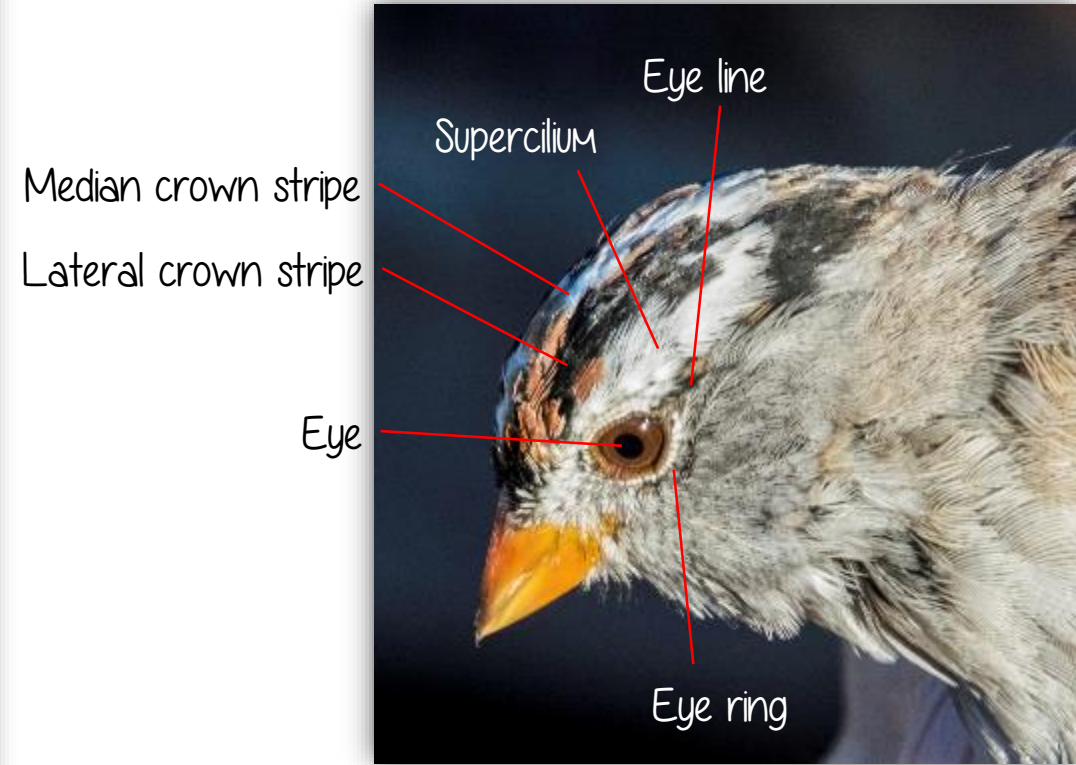 Eye line
Supercilium
Median crown stripe
Lateral crown stripe
Eye
Eye ring